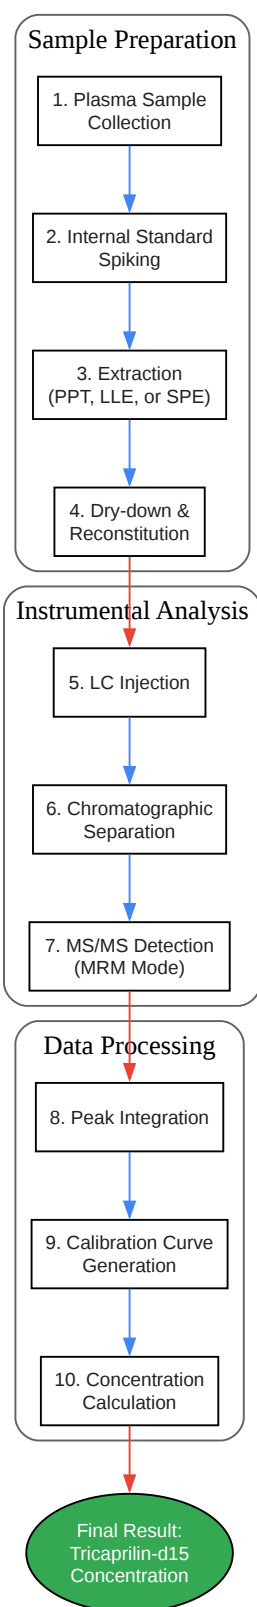 Sample Preparation
1. Plasma Sample
Collection
2. Internal Standard
Spiking
3. Extraction
(PPT, LLE, or SPE)
4. Dry-down &
Reconstitution
Instrumental Analysis
5. LC Injection
6. Chromatographic
Separation
7. MS/MS Detection
(MRM Mode)
Data Processing
8. Peak Integration
9. Calibration Curve
Generation
10. Concentration
Calculation
Final Result:
Tricaprilin-d15
Concentration